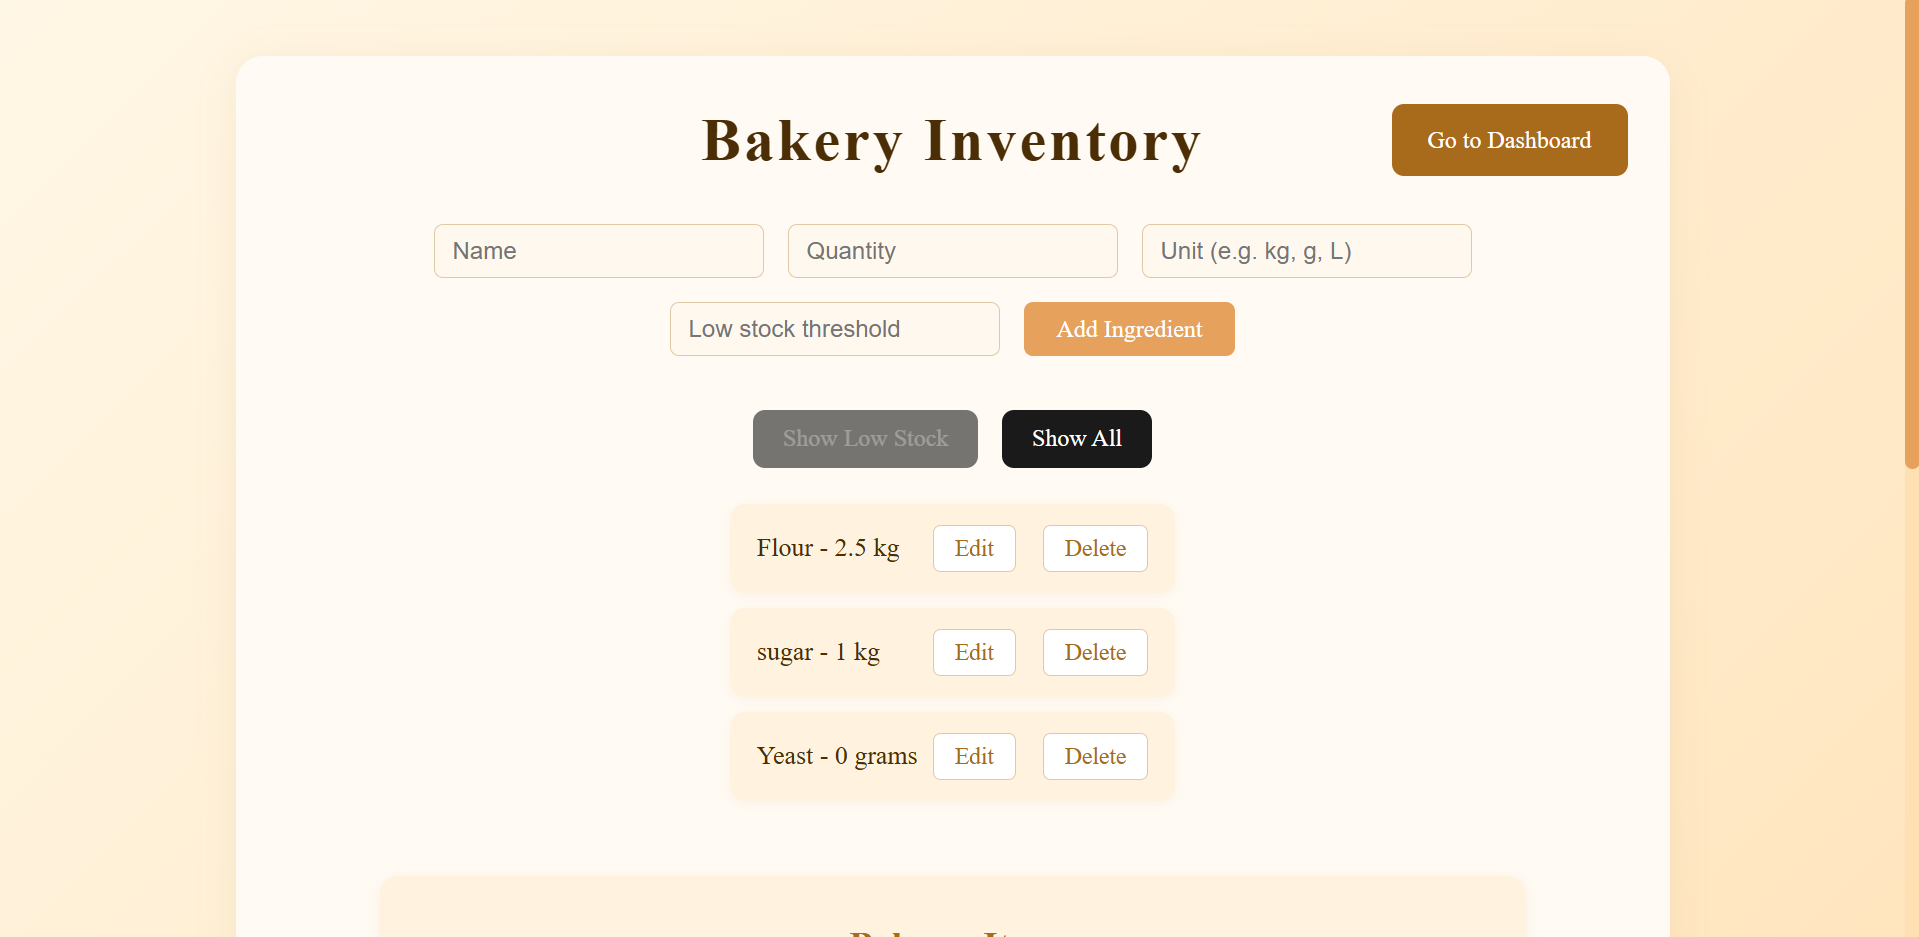 Bakery Inventory
Go to Dashboard
Name
Quantity
Unit (e.g. kg, g, L)
Low stock threshold
Add Ingredient
Show Low Stock
Show All
Flour - 2.5 kg
Edit
Delete
sugar - 1 kg
Edit
Delete
Yeast - 0 grams
Edit
Delete